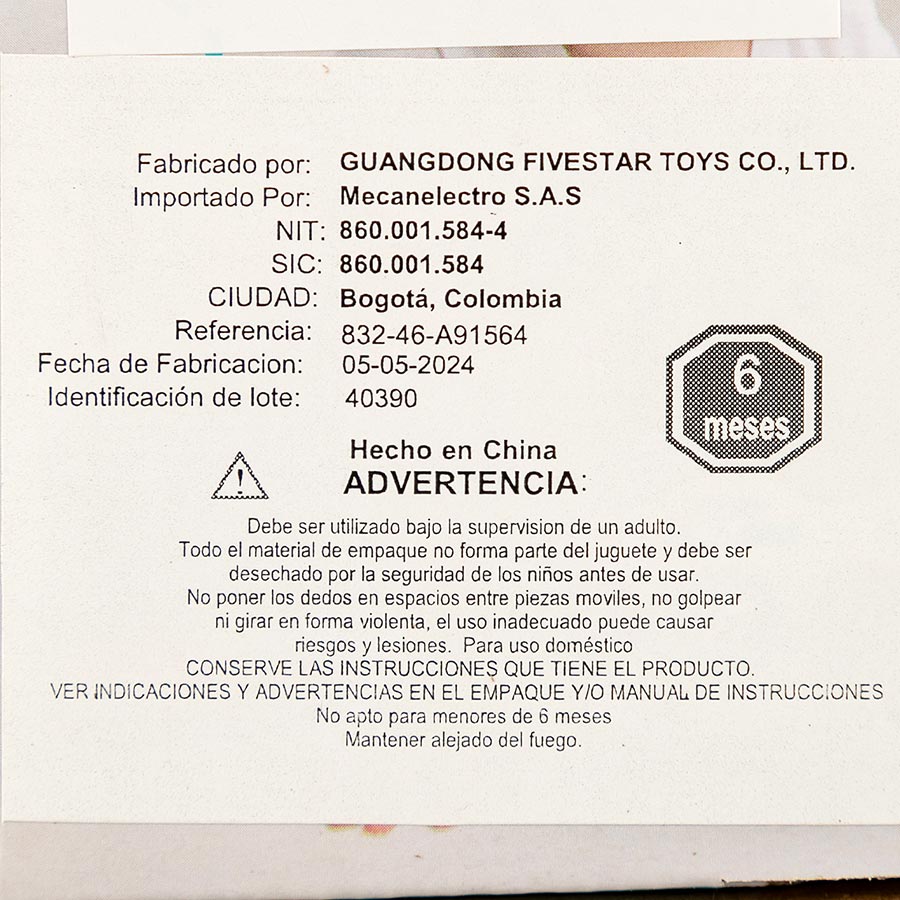 Fabricado por: GUANGDONG FIVESTAR TOYS CO., LTD.
Importado Por: Mecanelectro S.A.S
NIT: 860.001.584-4
SIC: 860.001.584
CIUDAD: Bogotá, Colombia
Referencia: 832-46-A91564
Fecha de Fabricacion: 05-05-2024
Identificación de lote: 40390
6
meses
Hecho en China
!
ADVERTENCIA:
Debe ser utilizado bajo la supervision de un adulto.
Todo el material de empaque no forma parte del juguete y debe ser
desechado por la seguridad de los niños antes de usar.
No poner los dedos en espacios entre piezas moviles, no golpear
ni girar en forma violenta, el uso inadecuado puede causar
riesgos y lesiones. Para uso doméstico
CONSERVE LAS INSTRUCCIONES QUE TIENE EL PRODUCTO.
VER INDICACIONES Y ADVERTENCIAS EN EL EMPAQUE Y/O MANUAL DE INSTRUCCIONES
No apto para menores de 6 meses
Mantener alejado del fuego.